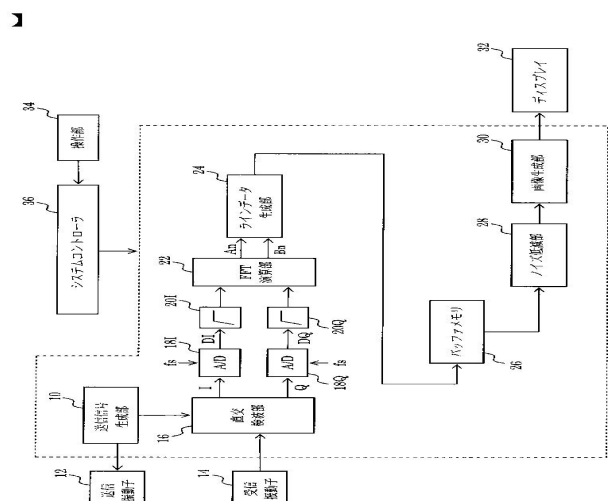 34
操作部
36
システムコントローラ
10
送信信号
生成部
12
送信
振動子
14
受信
振動子
16
直交
検波部
I
Q
fs
18I
A/D
A/D
18Q
fs
DI
DQ
20I
20Q
22
FFT
演算部
An
Bn
24
ラインデータ
生成部
バッファメモリ
26
28
ノイズ低減部
30
画像生成部
32
ディスプレイ